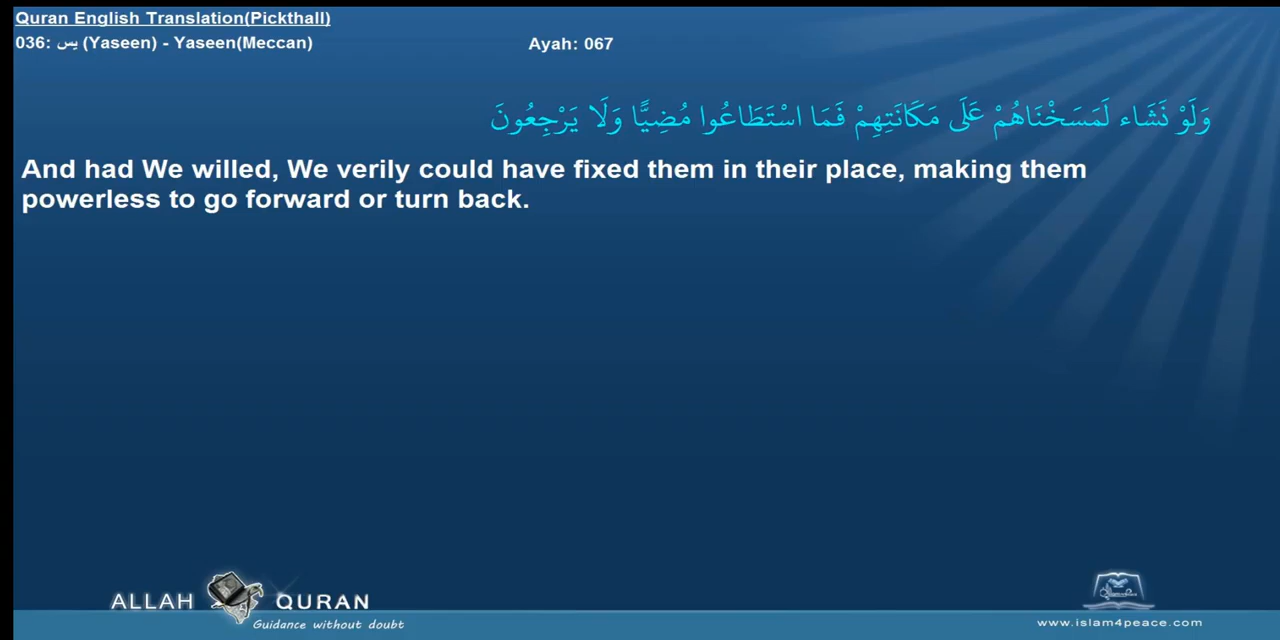 Quran English Translation(Pickthall)
036: يس (Yaseen) - Yaseen(Meccan) Ayah: 067
وَلَوْ نَشَاء لَمَسَخْنَاهُمْ عَلَى مَكَانَتِهِمْ فَمَا اسْتَطَاعُوا مُضِيًّا وَلَا يَرْجِعُونَ
And had We willed, We verily could have fixed them in their place, making them
powerless to go forward or turn back.
ALLAH QURAN
Guidance without doubt
www.islam4peace.com